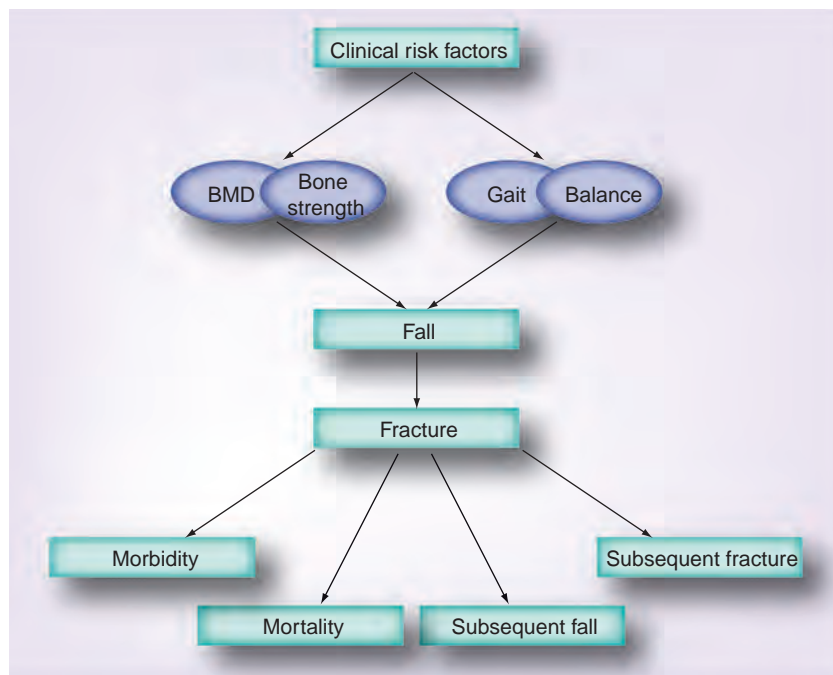 Clinical risk factors
BMD
Bone
strength
Gait
Balance
Fall
Fracture
Morbidity
Subsequent fracture
Mortality
Subsequent fall